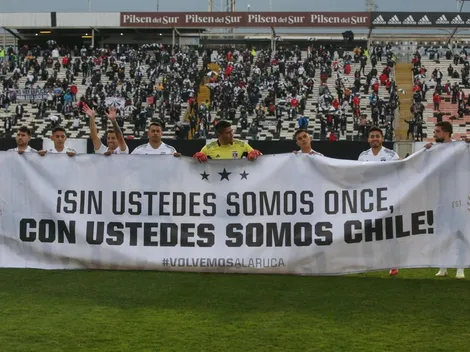 Pilsen del Sur Pilsen del Sur Pilsen del Sur Pilsen del Sur adidas
¡SIN USTEDES SOMOS ONCE,
CON USTEDES SOMOS CHILE!
#VOLVEMOSALARUCA